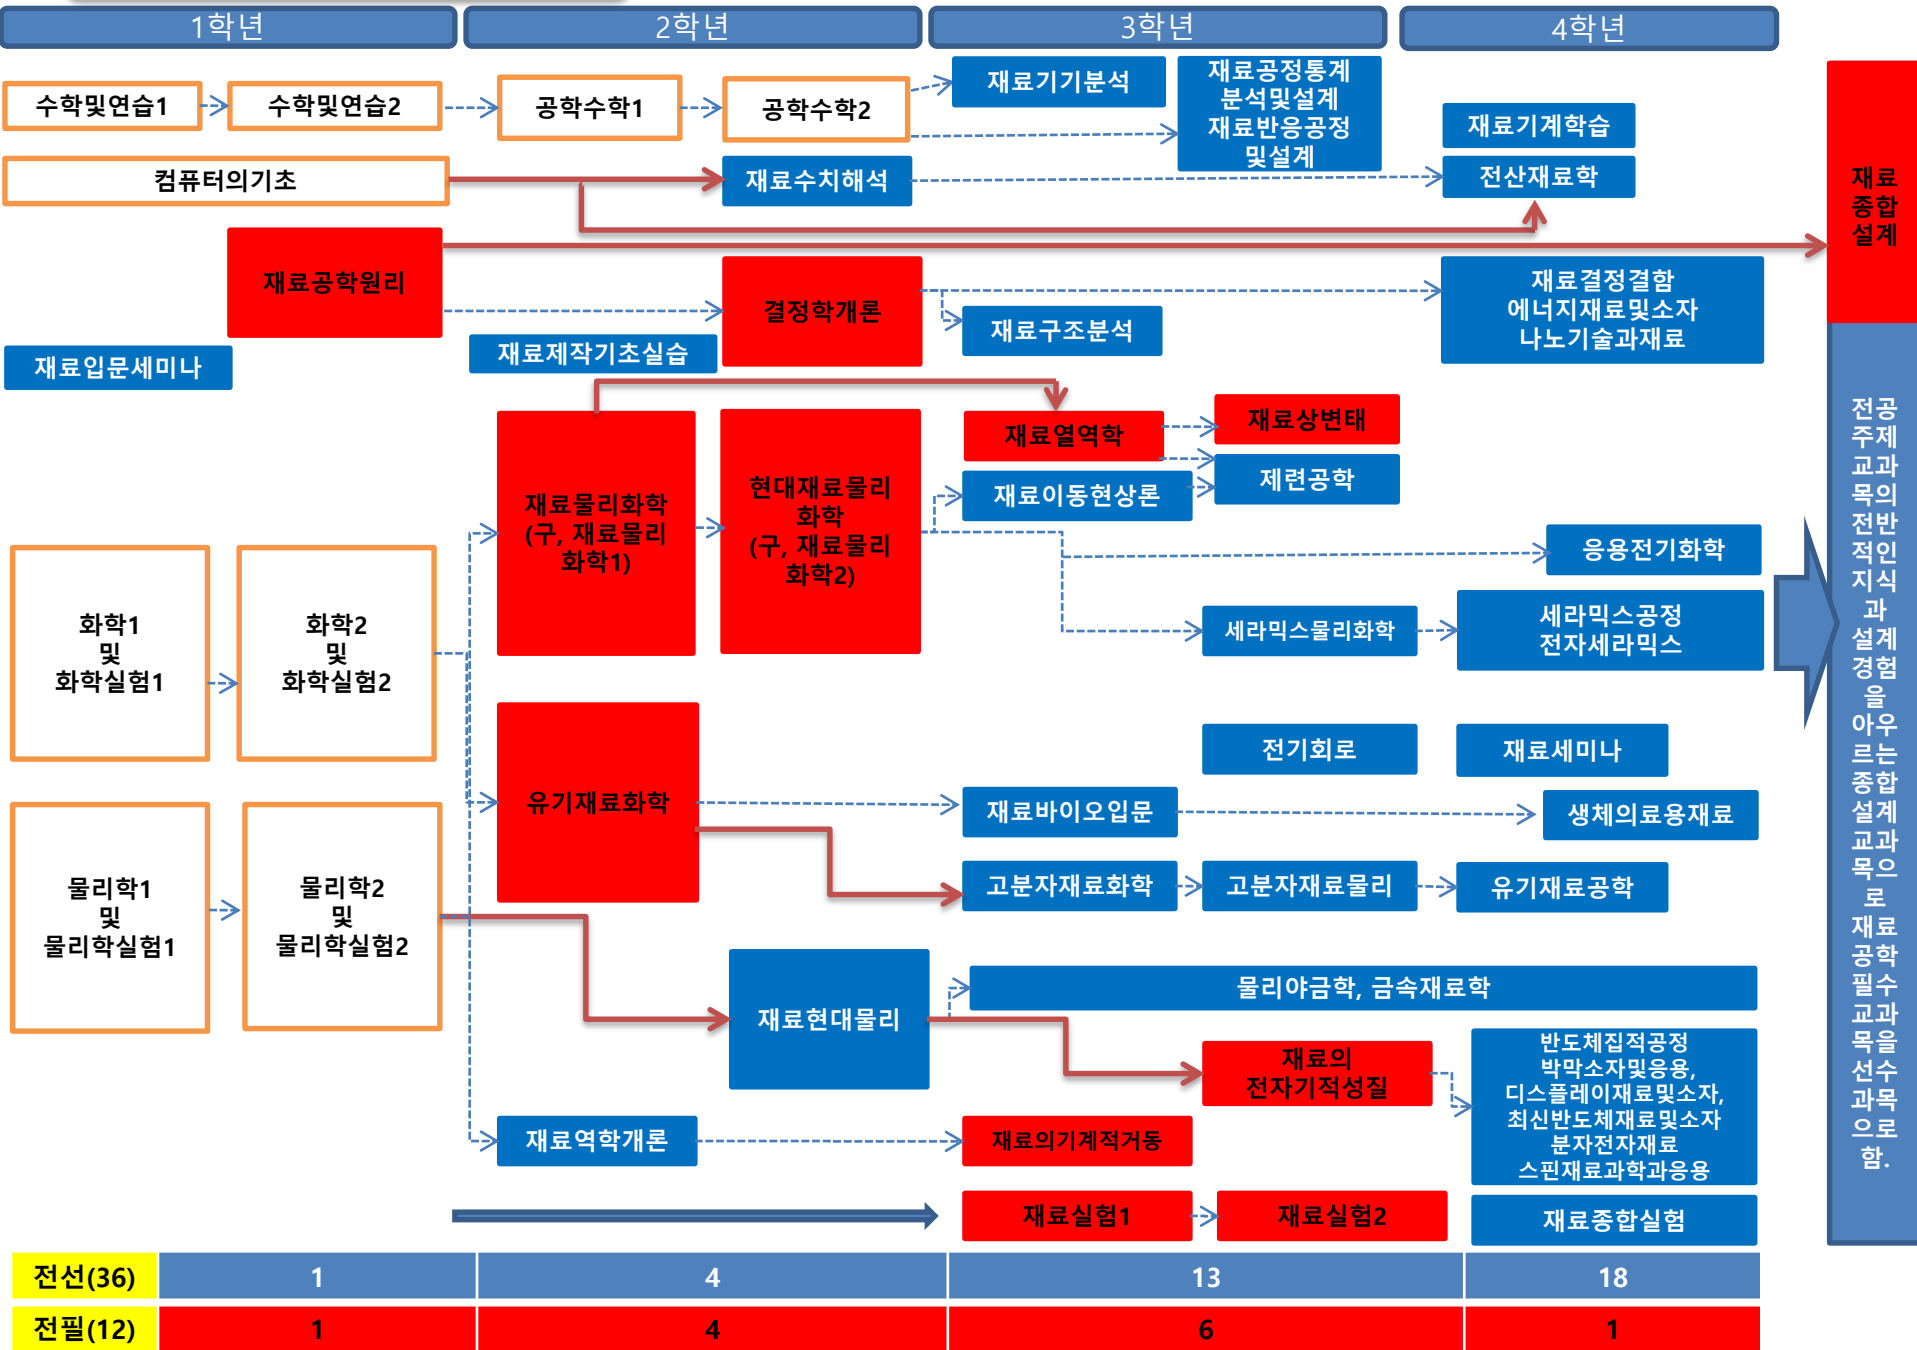 1학년
2학년
3학년
4학년
수학및연습1
수학및연습2
공학수학1
공학수학2
재료기기분석
재료공정통계
분석및설계
재료반응공정
및설계
재료기계학습
컴퓨터의기초
재료수치해석
전산재료학
재료
종합
설계
재료공학원리
결정학개론
재료구조분석
재료결정결함
에너지재료및소자
나노기술과재료
재료입문세미나
재료제작기초실습
재료물리화학
(구, 재료물리
화학1)
현대재료물리
화학
(구, 재료물리
화학2)
재료열역학
재료상변태
재료이동현상론
제련공학
응용전기화학
세라믹스물리화학
세라믹스공정
전자세라믹스
화학1
및
화학실험1
화학2
및
화학실험2
유기재료화학
전기회로
재료세미나
재료바이오입문
생체의료용재료
고분자재료화학
고분자재료물리
유기재료공학
물리학1
및
물리학실험1
물리학2
및
물리학실험2
재료현대물리
물리야금학, 금속재료학
재료의
전자기적성질
반도체집적공정
박막소자및응용,
디스플레이재료및소자,
최신반도체재료및소자
분자전자재료
스핀재료과학과응용
재료역학개론
재료의기계적거동
재료실험1
재료실험2
재료종합실험
전공
주제
교과
목의
전반
적인
지식
과
설계
경험
을
아우
르는
종합
설계
교과
목으
로
재료
공학
필수
교과
목을
선수
과목
으로
함.
전선(36)
1
4
13
18
전필(12)
1
4
6
1